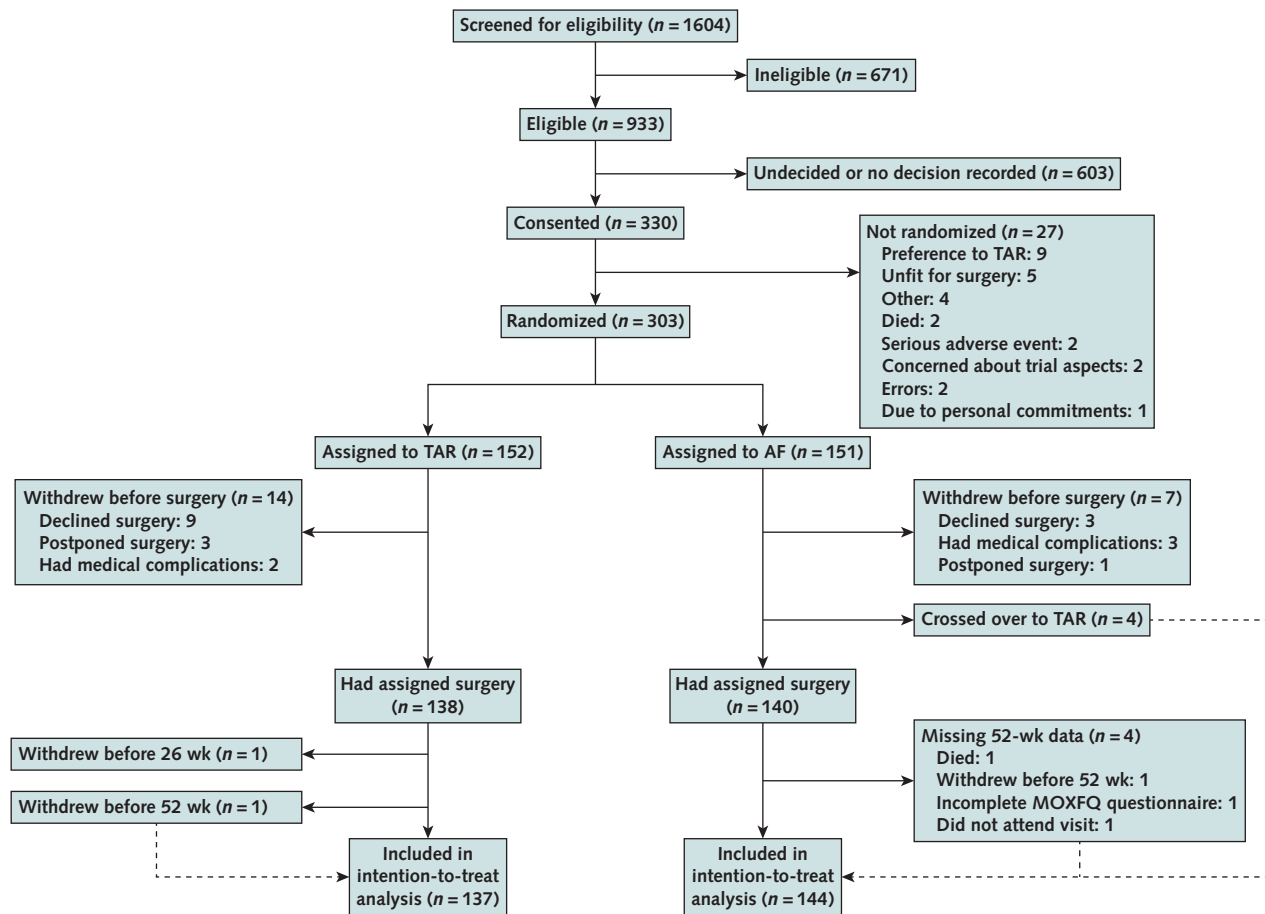 Screened for eligibility (n = 1604)
Ineligible (n = 671)
Eligible (n = 933)
Undecided or no decision recorded (n = 603)
Consented (n = 330)
Not randomized (n = 27)
Preference to TAR: 9
Unfit for surgery: 5
Other: 4
Died: 2
Serious adverse event: 2
Concerned about trial aspects: 2
Errors: 2
Due to personal commitments: 1
Randomized (n = 303)
Assigned to TAR (n = 152)
Assigned to AF (n = 151)
Withdrew before surgery (n = 14)
Declined surgery: 9
Postponed surgery: 3
Had medical complications: 2
Withdrew before surgery (n = 7)
Declined surgery: 3
Had medical complications: 3
Postponed surgery: 1
Crossed over to TAR (n = 4)
Had assigned surgery
(n = 138)
Had assigned surgery
(n = 140)
Withdrew before 26 wk (n = 1)
Withdrew before 52 wk (n = 1)
Missing 52-wk data (n = 4)
Died: 1
Withdrew before 52 wk: 1
Incomplete MOXFQ questionnaire: 1
Did not attend visit: 1
Included in
intention-to-treat
analysis (n = 137)
Included in
intention-to-treat
analysis (n = 144)